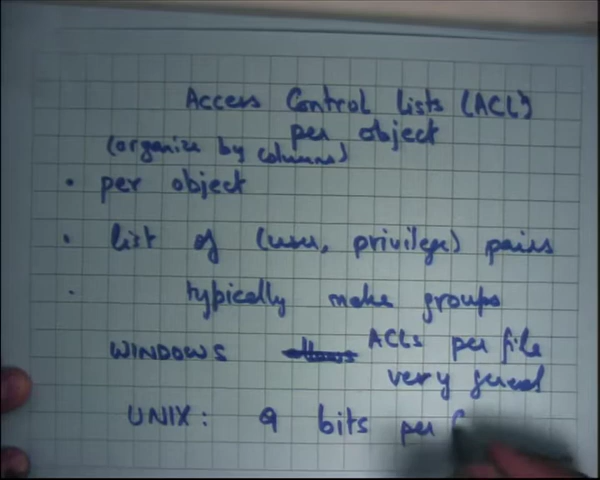 Access Control Lists (ACL)
per object
(organize by columns)
• per object
• list of (user, privilege) pairs
• typically make groups
WINDOWS ACLs per file
very general
UNIX: 9 bits per